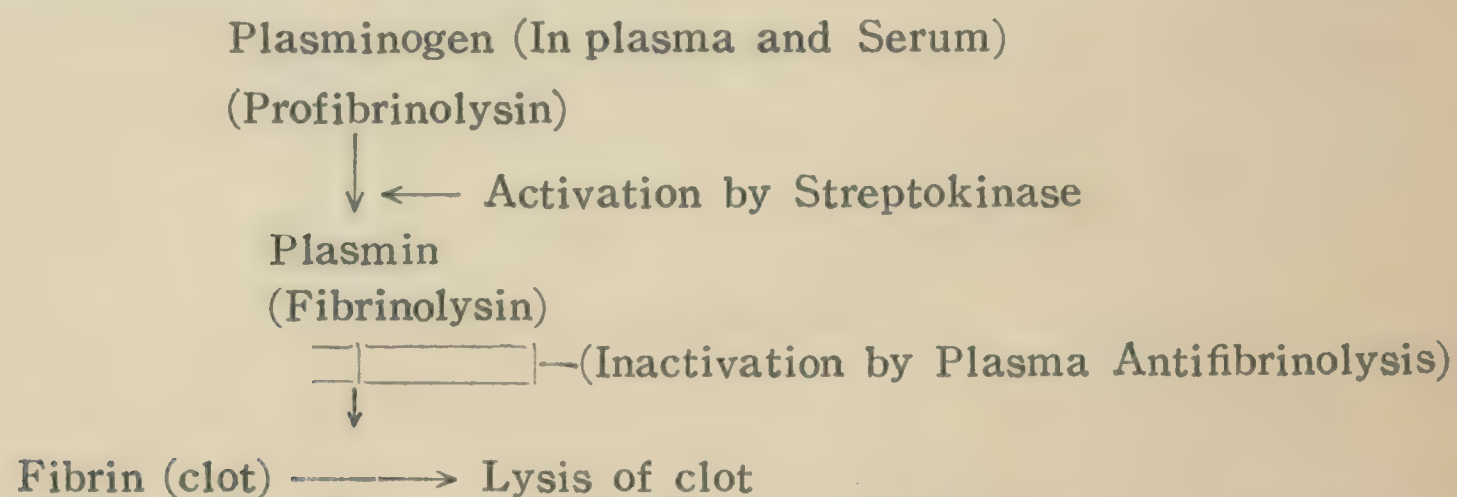 Plasminogen (In plasma and Serum)
(Profibrinolysin)
Activation by Streptokinase
Plasmin
(Fibrinolysin)
(Inactivation by Plasma Antifibrinolysis)
Fibrin (clot) Lysis of clot